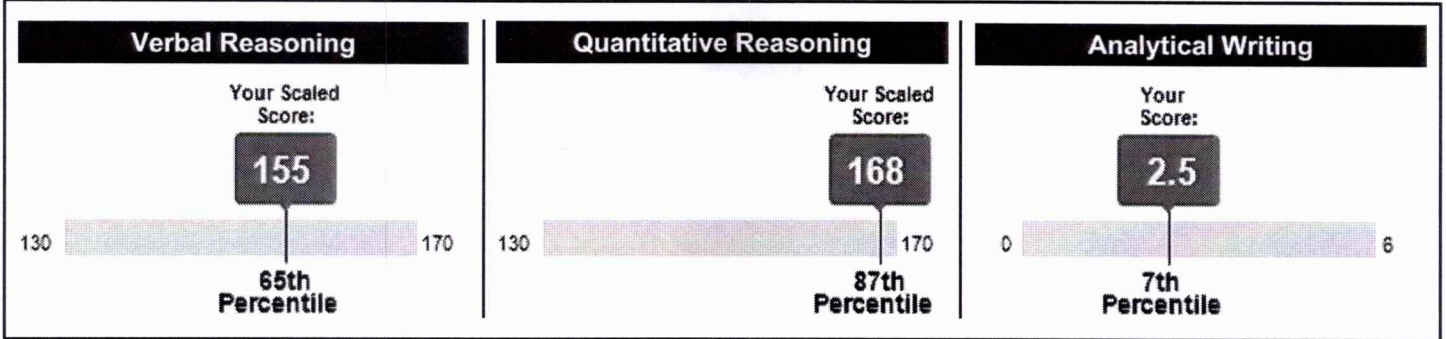 Verbal Reasoning
Your Scaled
Score:
155
130
170
65th
Percentile
Quantitative Reasoning
Your Scaled
Score:
168
130
170
87th
Percentile
Analytical Writing
Your
Score:
2.5
0
6
7th
Percentile